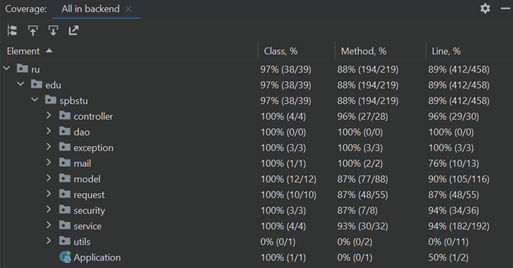 Coverage: All in backend
Element Class, % Method, % Line, %
ru 97% (38/39) 88% (194/219) 89% (412/458)
edu 97% (38/39) 88% (194/219) 89% (412/458)
spbstu 97% (38/39) 88% (194/219) 89% (412/458)
controller 100% (4/4) 96% (27/28) 96% (29/30)
dao 100% (0/0) 100% (0/0) 100% (0/0)
exception 100% (3/3) 100% (3/3) 100% (3/3)
mail 100% (1/1) 100% (2/2) 76% (10/13)
model 100% (12/12) 87% (77/88) 90% (105/116)
request 100% (10/10) 87% (48/55) 87% (48/55)
security 100% (3/3) 87% (7/8) 94% (34/36)
service 100% (4/4) 93% (30/32) 94% (182/192)
utils 0% (0/1) 0% (0/2) 0% (0/11)
Application 100% (1/1) 0% (0/1) 50% (1/2)